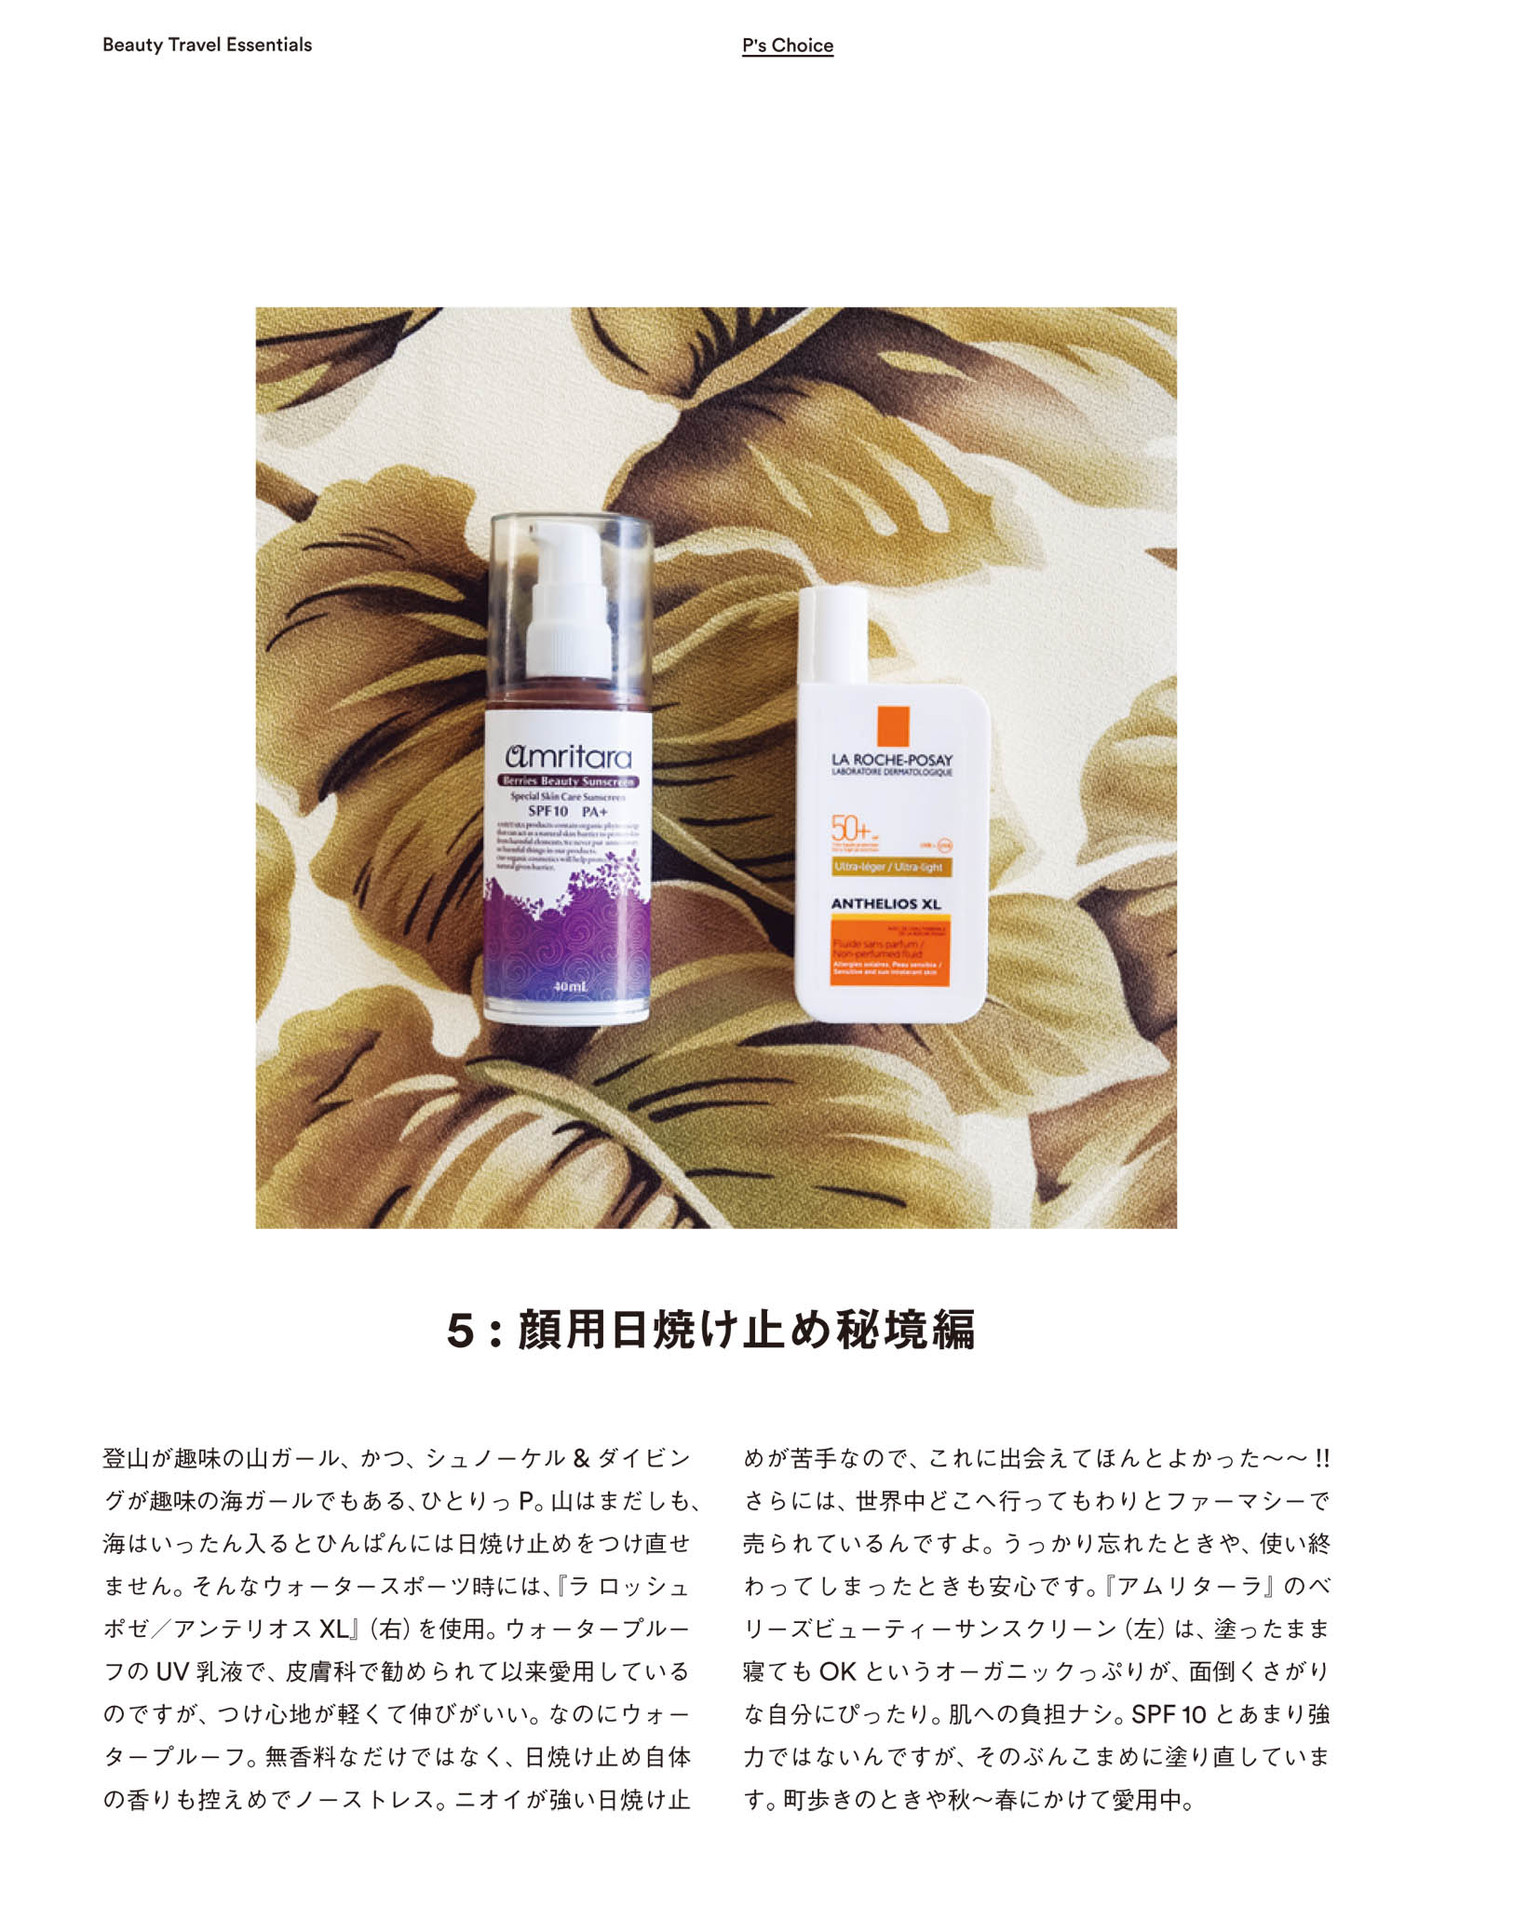 Beauty Travel Essentials
P's Choice
amritara
Berries Beauty Sunscreen
Special Skin Care Sunscreen
SPF10 PA+
40mL
LA ROCHE-POSAY
LABORATOIRE DERMATOLOGIQUE
50+
Ultra-léger / Ultra-light
ANTHELIOS XL
Fluide sans parfum /
Non-perfumed fluid
Allergies solaires, Peau sensible /
Sensitive and sun intolerant skin
5 : 顔用日焼け止め秘境編
登山が趣味の山ガール、かつ、シュノーケル & ダイビン
グが趣味の海ガールでもある、ひとりっ P。山はまだしも、
海はいったん入るとひんぱんには日焼け止めをつけ直せ
ません。そんなウォータースポーツ時には、『ラ ロッシュ
ポゼ／アンテリオス XL』（右）を使用。ウォータープルー
フの UV 乳液で、皮膚科で勧められて以来愛用している
のですが、つけ心地が軽くて伸びがいい。なのにウォー
タープルーフ。無香料なだけではなく、日焼け止め自体
の香りも控えめでノーストレス。ニオイが強い日焼け止
めが苦手なので、これに出会えてほんとよかった〜〜 !!
さらには、世界中どこへ行ってもわりとファーマシーで
売られているんですよ。うっかり忘れたときや、使い終
わってしまったときも安心です。『アムリターラ』のベ
リーズビューティーサンスクリーン（左）は、塗ったまま
寝ても OK というオーガニックっぷりが、面倒くさがり
な自分にぴったり。肌への負担ナシ。SPF 10 とあまり強
力ではないんですが、そのぶんこまめに塗り直していま
す。町歩きのときや秋〜春にかけて愛用中。